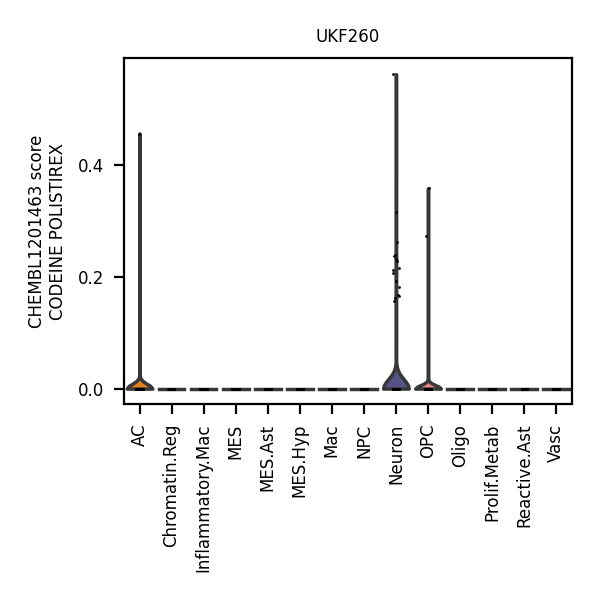 UKF260
CHEMBL1201463 score
CODEINE POLISTIREX
0.4
0.2
0.0
AC
Chromatin.Reg
Inflammatory.Mac
MES
MES.Ast
MES.Hyp
Mac
NPC
Neuron
OPC
Oligo
Prolif.Metab
Reactive.Ast
Vasc